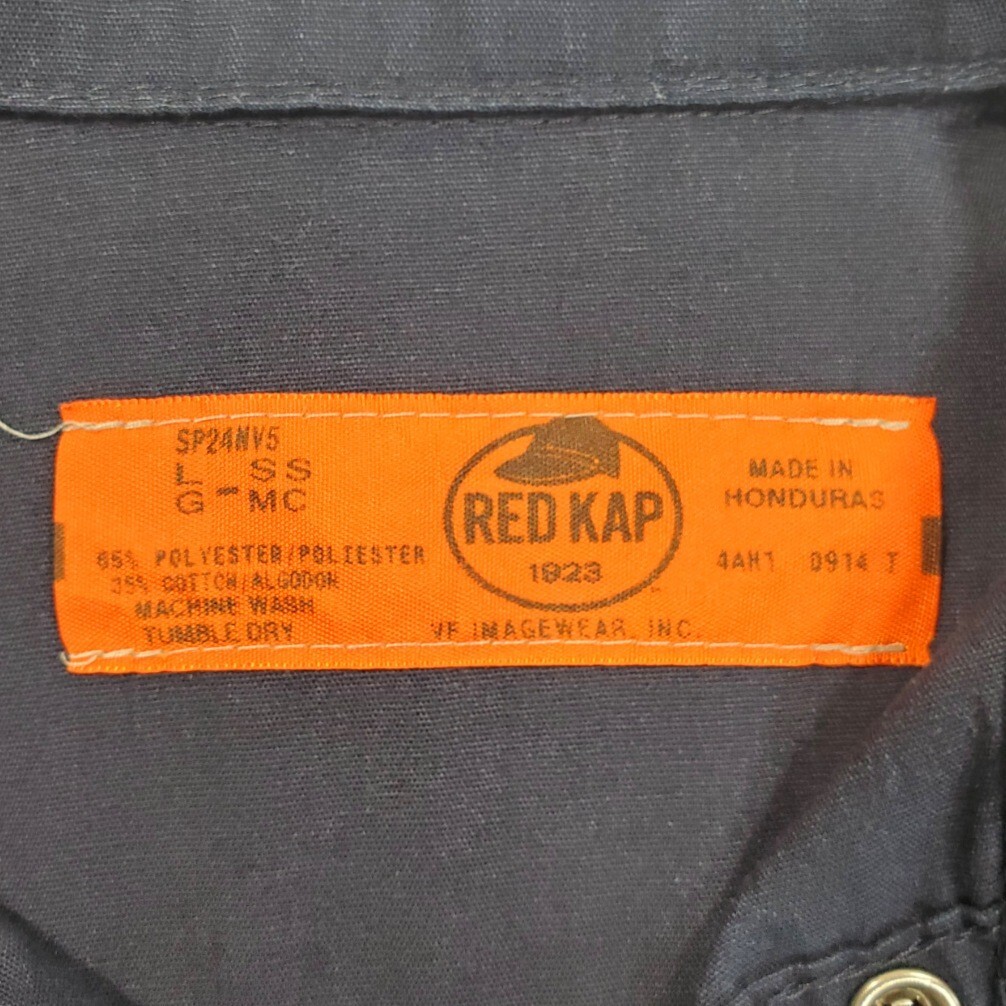 SP24NV5
L - SS
G - MC
65% POLYESTER/POLIESTER
35% COTTON/ALGODON
MACHINE WASH
TUMBLE DRY
RED KAP
1923
VF IMAGEWEAR, INC.
MADE IN
HONDURAS
4AH1 0914 T